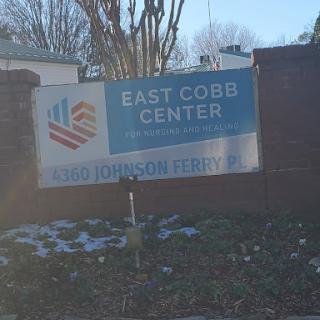 EAST COBB
CENTER
FOR NURSING AND HEALING
4360 JOHNSON FERRY PL